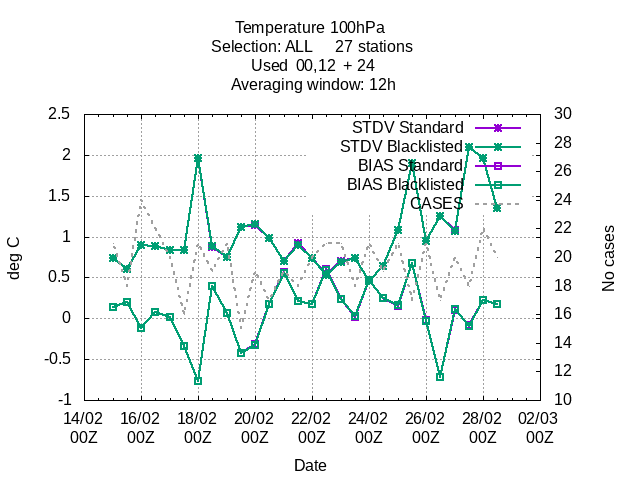 Temperature 100hPa
Selection: ALL 27 stations
Used 00,12 + 24
Averaging window: 12h
STDV Standard
STDV Blacklisted
BIAS Standard
BIAS Blacklisted
CASES
deg C
2.5
2
1.5
1
0.5
0
-0.5
-1
30
28
26
24
22
20
18
16
14
12
10
No cases
14/02 16/02 18/02 20/02 22/02 24/02 26/02 28/02 02/03
00Z 00Z 00Z 00Z 00Z 00Z 00Z 00Z 00Z
Date